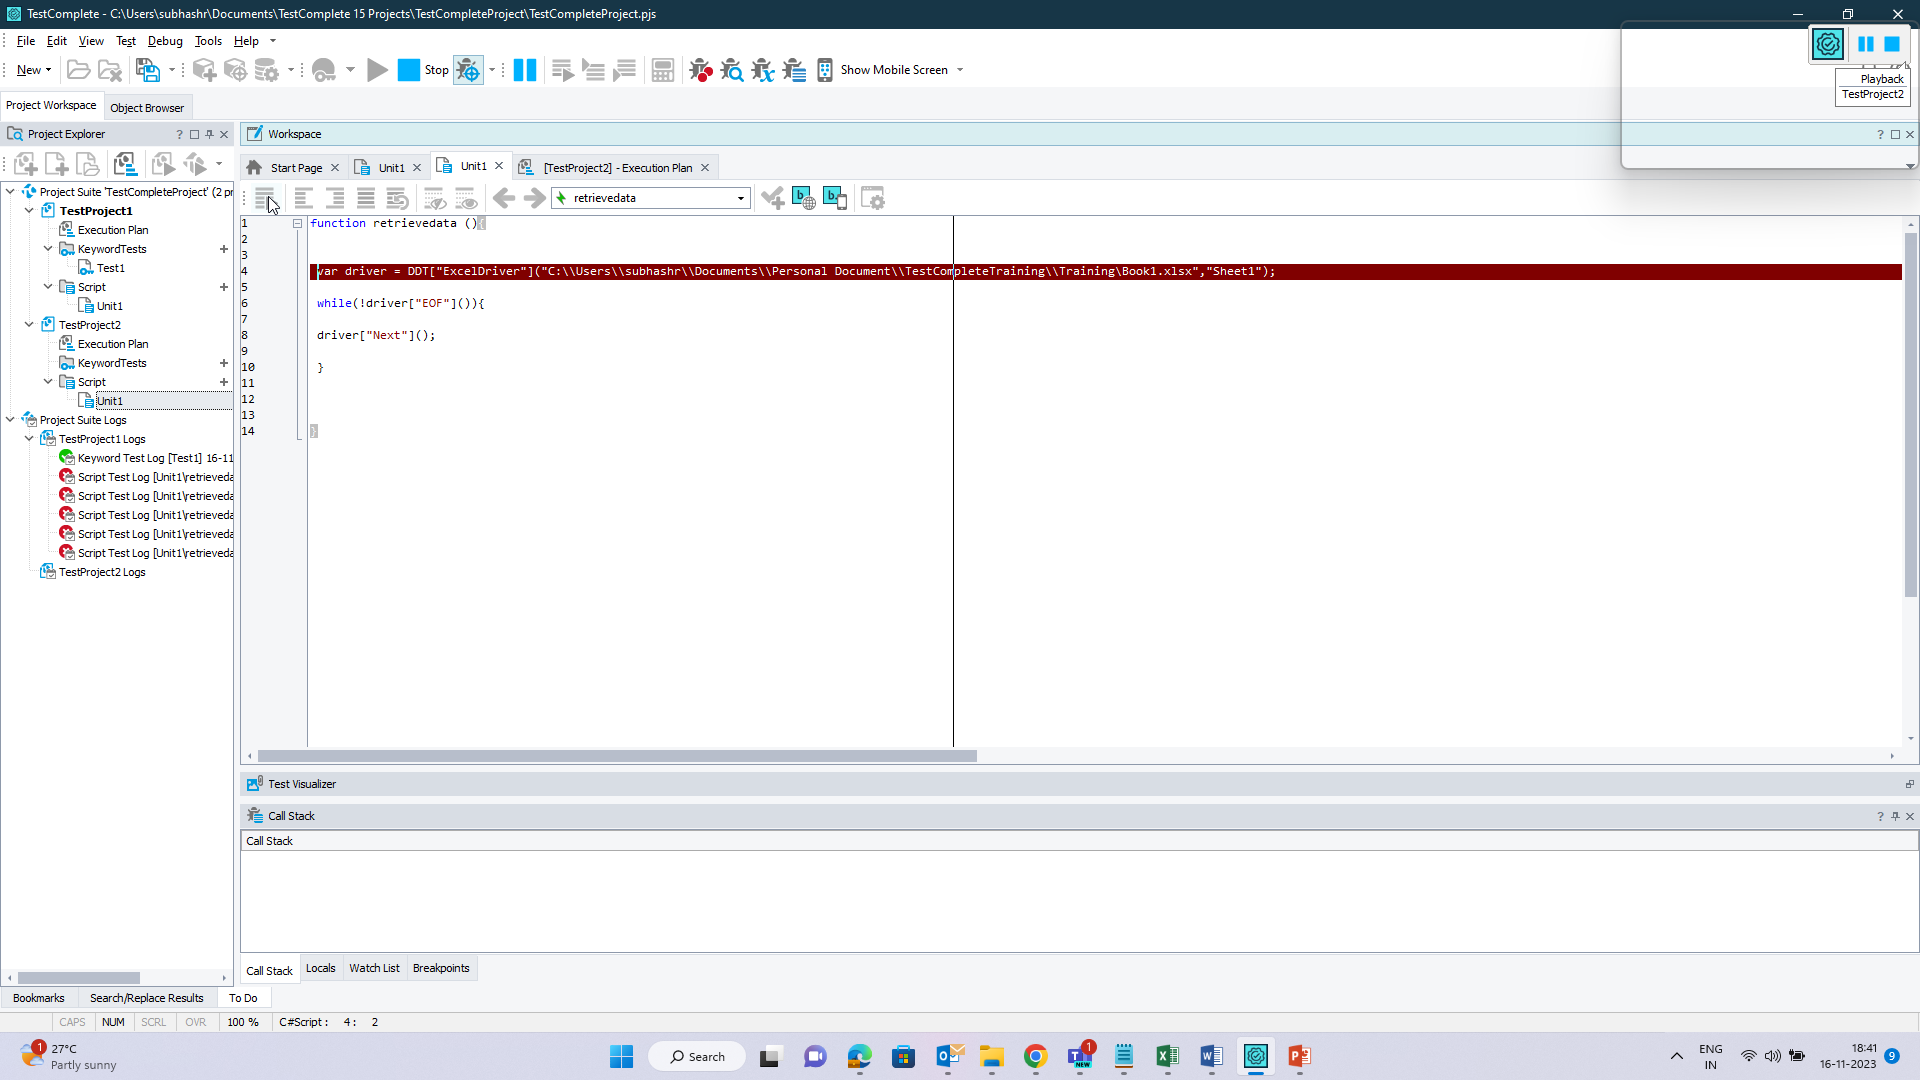 TestComplete - C:\Users\subhashr\Documents\TestComplete 15 Projects\TestCompleteProject\TestCompleteProject.pjs
File Edit View Test Debug Tools Help
New Stop Show Mobile Screen
Playback
TestProject2
Project Workspace Object Browser
Project Explorer ?
Workspace ?
Start Page Unit1 Unit1 [TestProject2] - Execution Plan
retrievedata
Project Suite 'TestCompleteProject' (2 pr
TestProject1
Execution Plan
KeywordTests
Test1
Script
Unit1
TestProject2
Execution Plan
KeywordTests
Script
Unit1
Project Suite Logs
TestProject1 Logs
Keyword Test Log [Test1] 16-11
Script Test Log [Unit1\retrieveda
Script Test Log [Unit1\retrieveda
Script Test Log [Unit1\retrieveda
Script Test Log [Unit1\retrieveda
Script Test Log [Unit1\retrieveda
TestProject2 Logs
1 function retrievedata (){
2
3
4 var driver = DDT["ExcelDriver"]("C:\\Users\\subhashr\\Documents\\Personal Document\\TestCompleteTraining\\Training\Book1.xlsx","Sheet1");
5
6 while(!driver["EOF"]()){
7
8 driver["Next"]();
9
10 }
11
12
13
14 }
Test Visualizer
Call Stack ?
Call Stack
Call Stack Locals Watch List Breakpoints
Bookmarks Search/Replace Results To Do
CAPS NUM SCRL OVR 100 % C#Script : 4 : 2
1 27°C
Partly sunny
Search
1
NEW
ENG
IN
18:41
16-11-2023
9